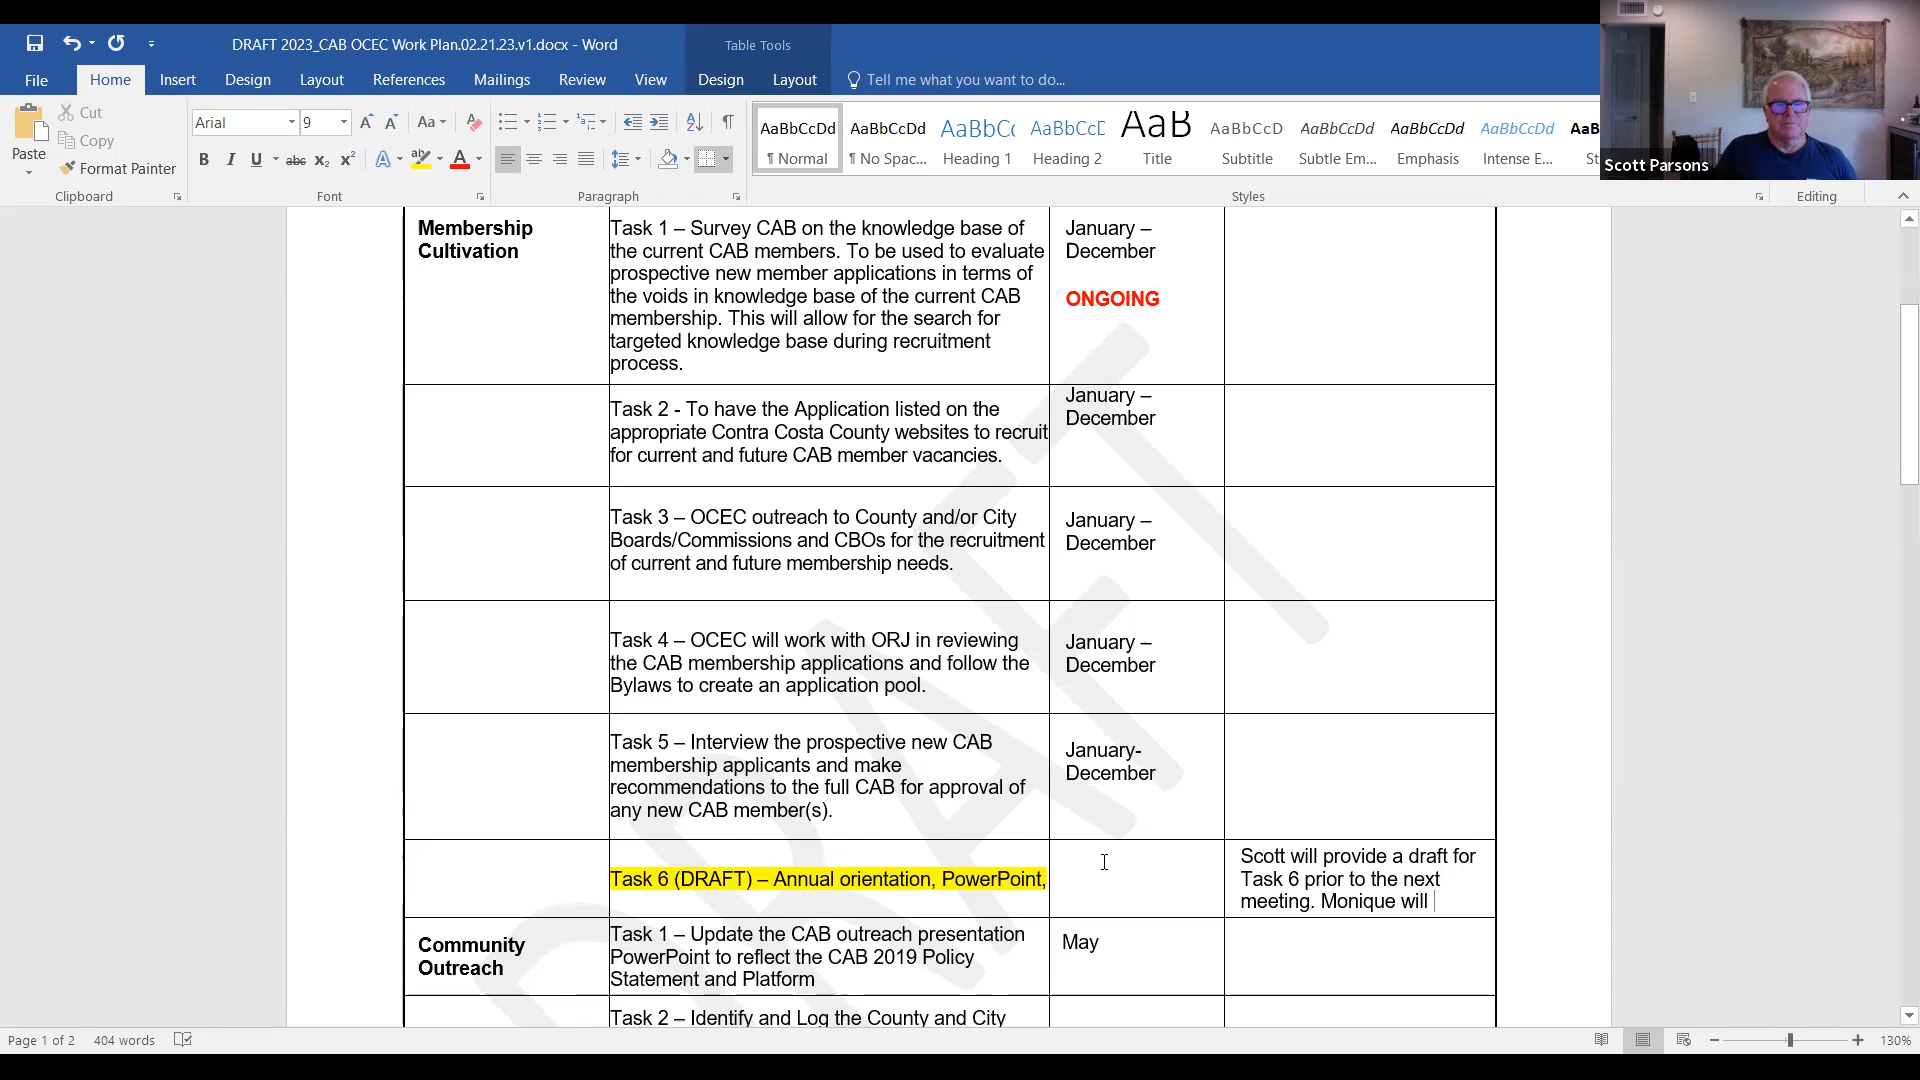 DRAFT 2023_CAB OCEC Work Plan.02.21.23.v1.docx - Word
Table Tools
File
Home
Insert
Design
Layout
References
Mailings
Review
View
Design
Layout
Tell me what you want to do...
Paste
Cut
Copy
Format Painter
Clipboard
Arial
9
Font
Paragraph
AaBbCcDd
¶ Normal
AaBbCcDd
¶ No Spac...
AaBbCc
Heading 1
AaBbCcD
Heading 2
AaB
Title
AaBbCcD
Subtitle
AaBbCcDd
Subtle Em...
AaBbCcDd
Emphasis
AaBbCcDd
Intense E...
Styles
Editing
Scott Parsons
Membership
Cultivation
Task 1 – Survey CAB on the knowledge base of
the current CAB members. To be used to evaluate
prospective new member applications in terms of
the voids in knowledge base of the current CAB
membership. This will allow for the search for
targeted knowledge base during recruitment
process.
January –
December
ONGOING
Task 2 - To have the Application listed on the
appropriate Contra Costa County websites to recruit
for current and future CAB member vacancies.
January –
December
Task 3 – OCEC outreach to County and/or City
Boards/Commissions and CBOs for the recruitment
of current and future membership needs.
January –
December
Task 4 – OCEC will work with ORJ in reviewing
the CAB membership applications and follow the
Bylaws to create an application pool.
January –
December
Task 5 – Interview the prospective new CAB
membership applicants and make
recommendations to the full CAB for approval of
any new CAB member(s).
January-
December
Task 6 (DRAFT) – Annual orientation, PowerPoint,
Scott will provide a draft for
Task 6 prior to the next
meeting. Monique will
Community
Outreach
Task 1 – Update the CAB outreach presentation
PowerPoint to reflect the CAB 2019 Policy
Statement and Platform
May
Task 2 – Identify and Log the County and City
DRAFT
Page 1 of 2
404 words
130%